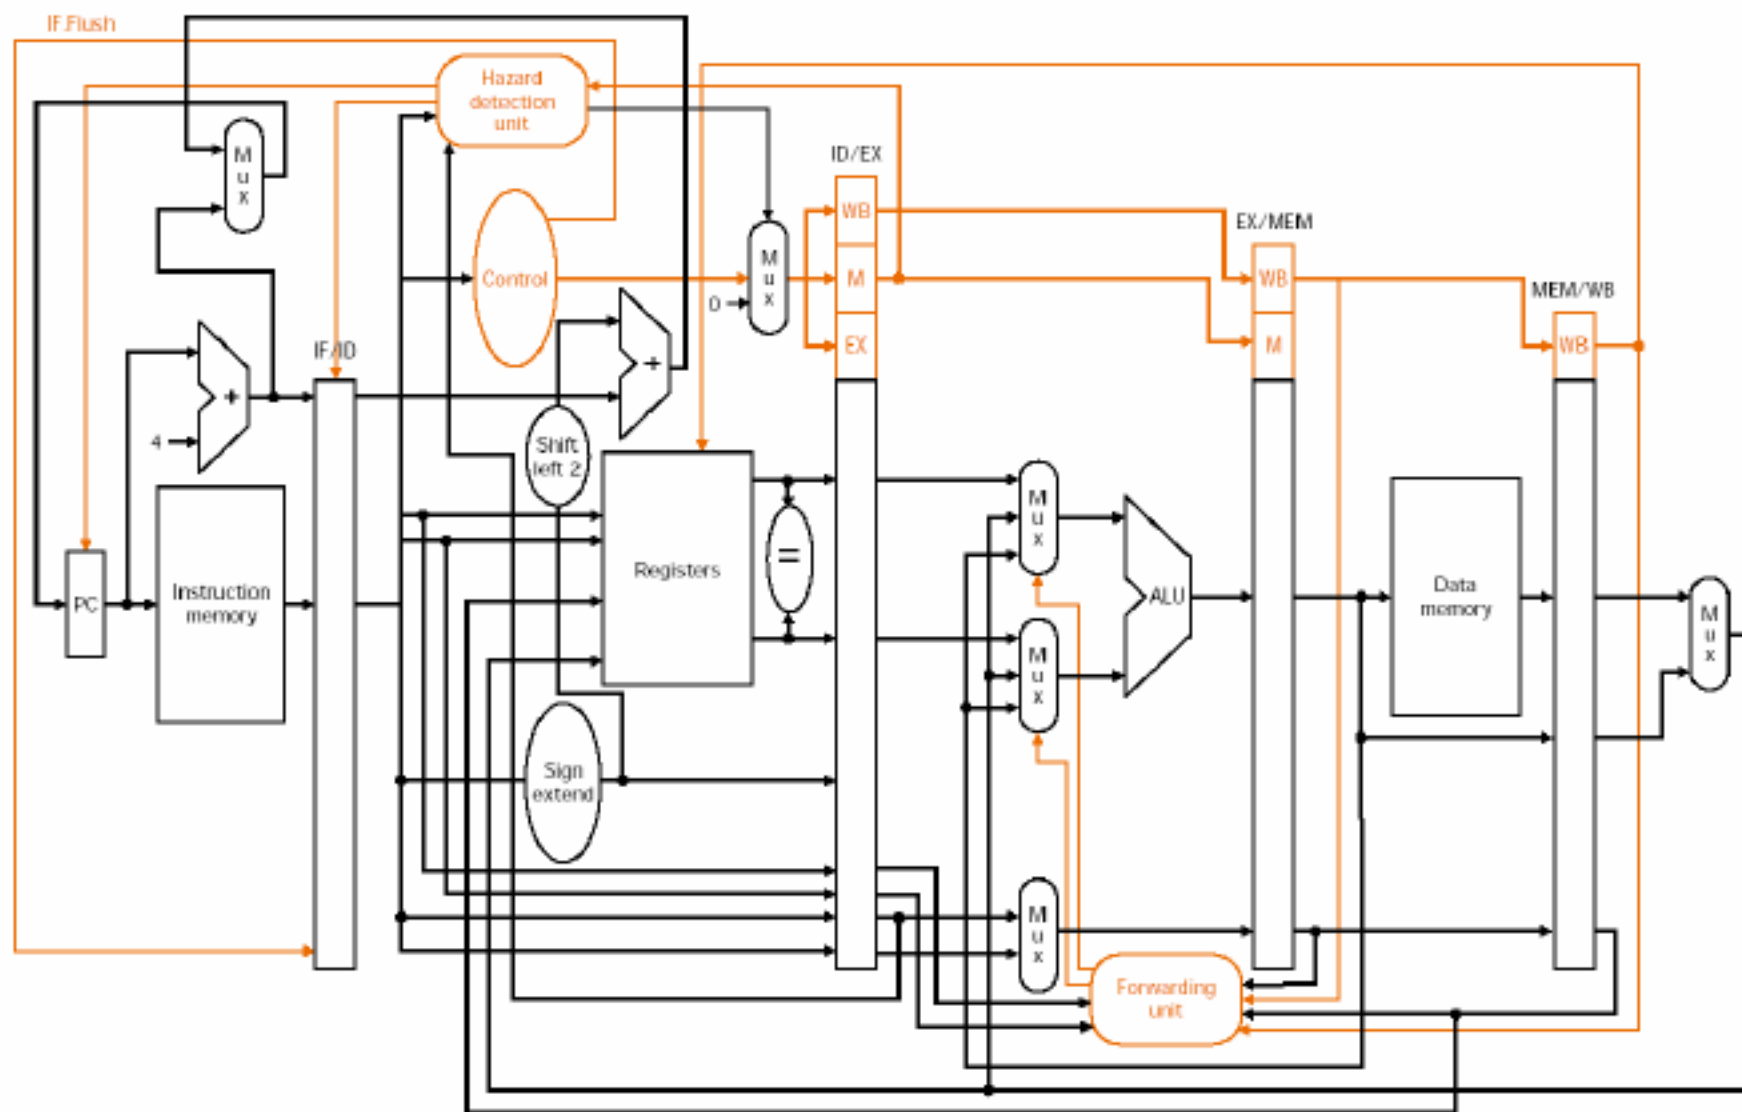 IF.Flush
Hazard
detection
unit
M
u
x
ID/EX
WB
EX/MEM
M
u
x
Control
M
WB
MEM/WB
0
IF/ID
+
EX
M
WB
+
4
Shift
left 2
M
u
x
Registers
=
PC
Instruction
memory
ALU
Data
memory
M
u
x
M
u
x
Sign
extend
M
u
x
Forwarding
unit